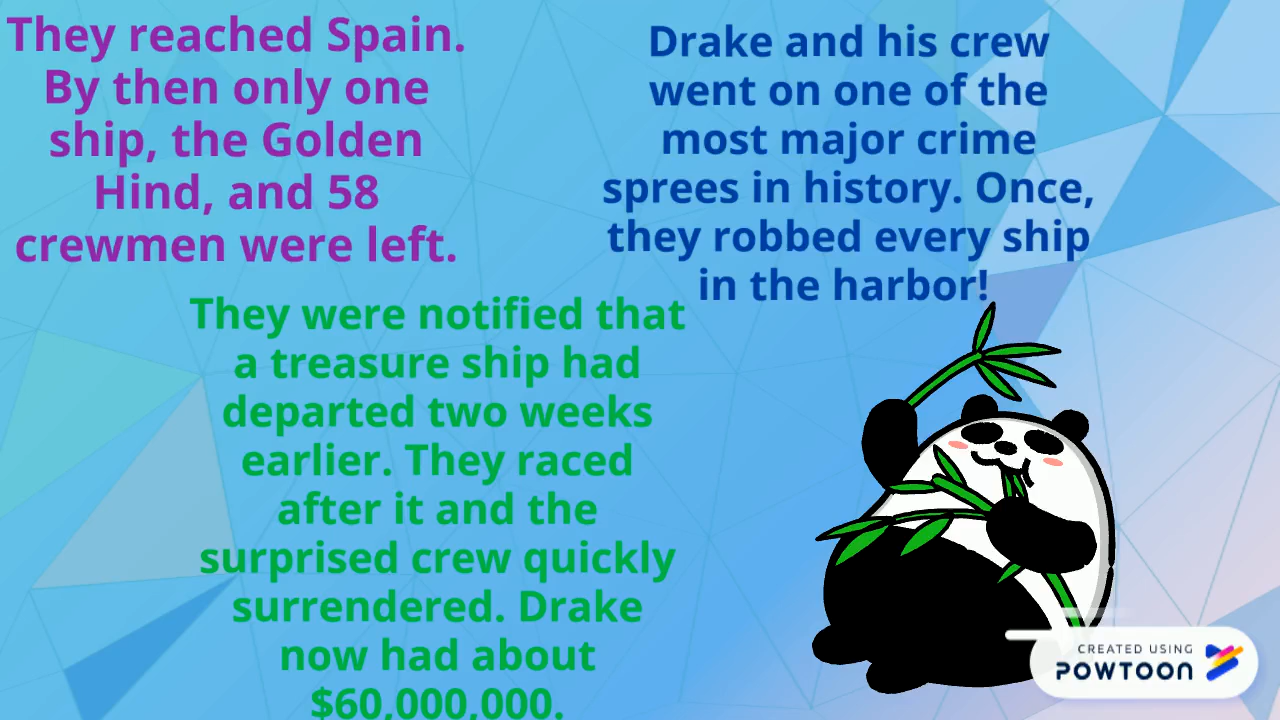 They reached Spain.
By then only one
ship, the Golden
Hind, and 58
crewmen were left.
Drake and his crew
went on one of the
most major crime
sprees in history. Once,
they robbed every ship
in the harbor!
They were notified that
a treasure ship had
departed two weeks
earlier. They raced
after it and the
surprised crew quickly
surrendered. Drake
now had about
$60,000,000.
CREATED USING
POWTOON